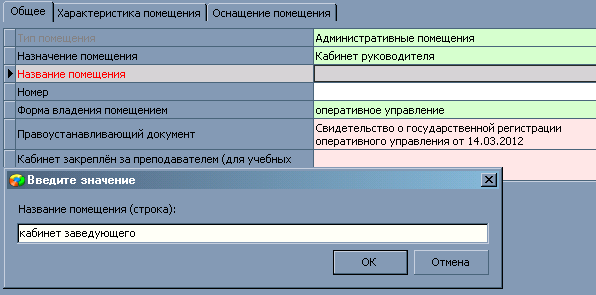 Общее Характеристика помещения Оснащение помещения
Тип помещения Административные помещения
Назначение помещения Кабинет руководителя
Название помещения
Номер
Форма владения помещением оперативное управление
Правоустанавливающий документ Свидетельство о государственной регистрации
оперативного управления от 14.03.2012
Кабинет закреплён за преподавателем (для учебных
Введите значение
Название помещения (строка):
кабинет заведующего
OK Отмена